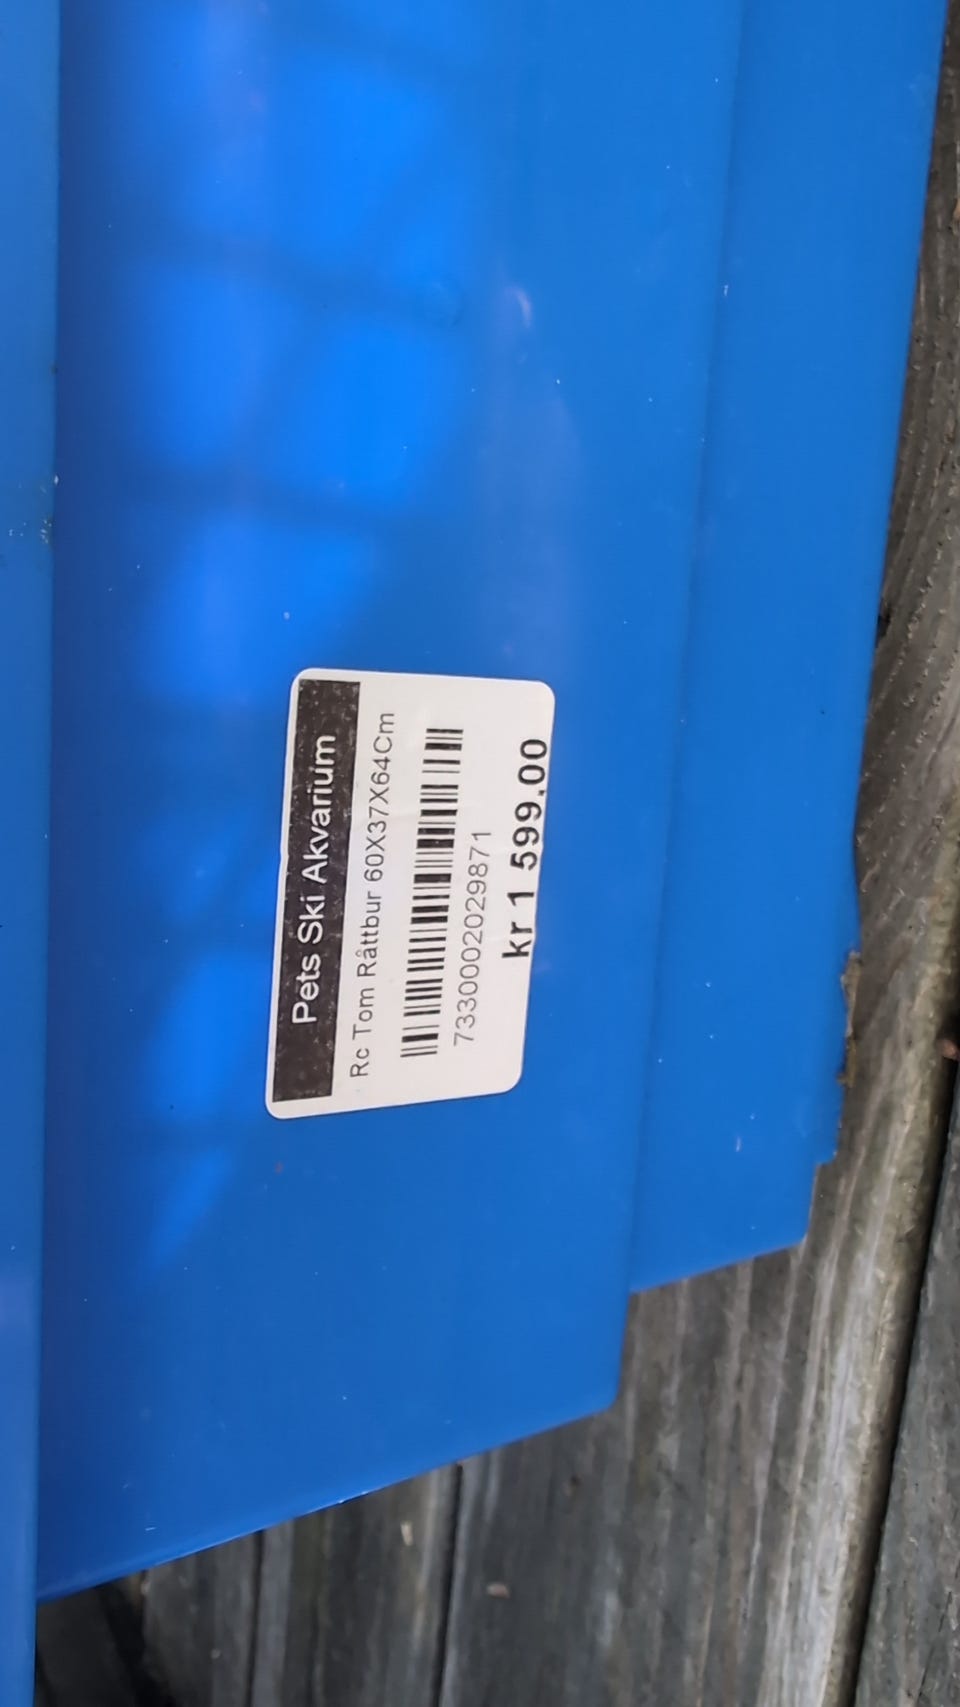 Pets Ski Akvarium
Rc Tom Råttbur 60X37X64Cm
7330002029871
kr 1 599.00